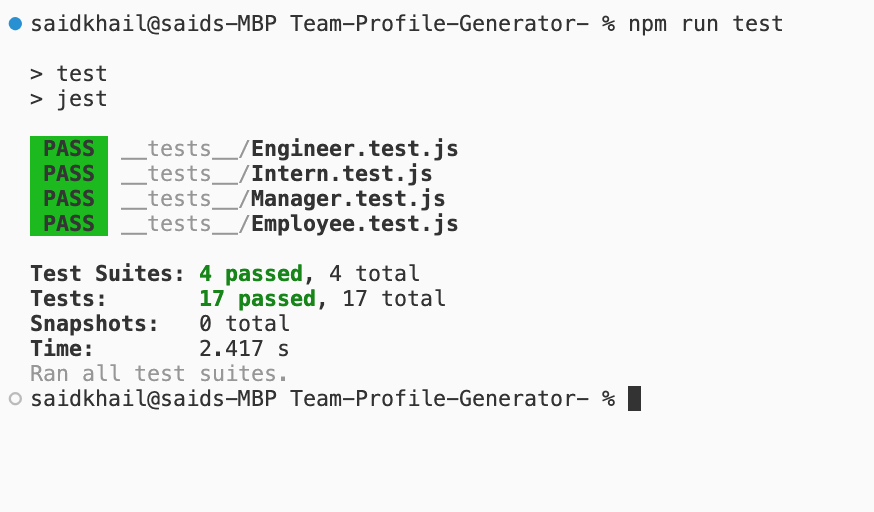 saidkhail@saids-MBP Team-Profile-Generator- % npm run test
> test
> jest
PASS __tests__/Engineer.test.js
PASS __tests__/Intern.test.js
PASS __tests__/Manager.test.js
PASS __tests__/Employee.test.js
Test Suites: 4 passed, 4 total
Tests: 17 passed, 17 total
Snapshots: 0 total
Time: 2.417 s
Ran all test suites.
saidkhail@saids-MBP Team-Profile-Generator- %